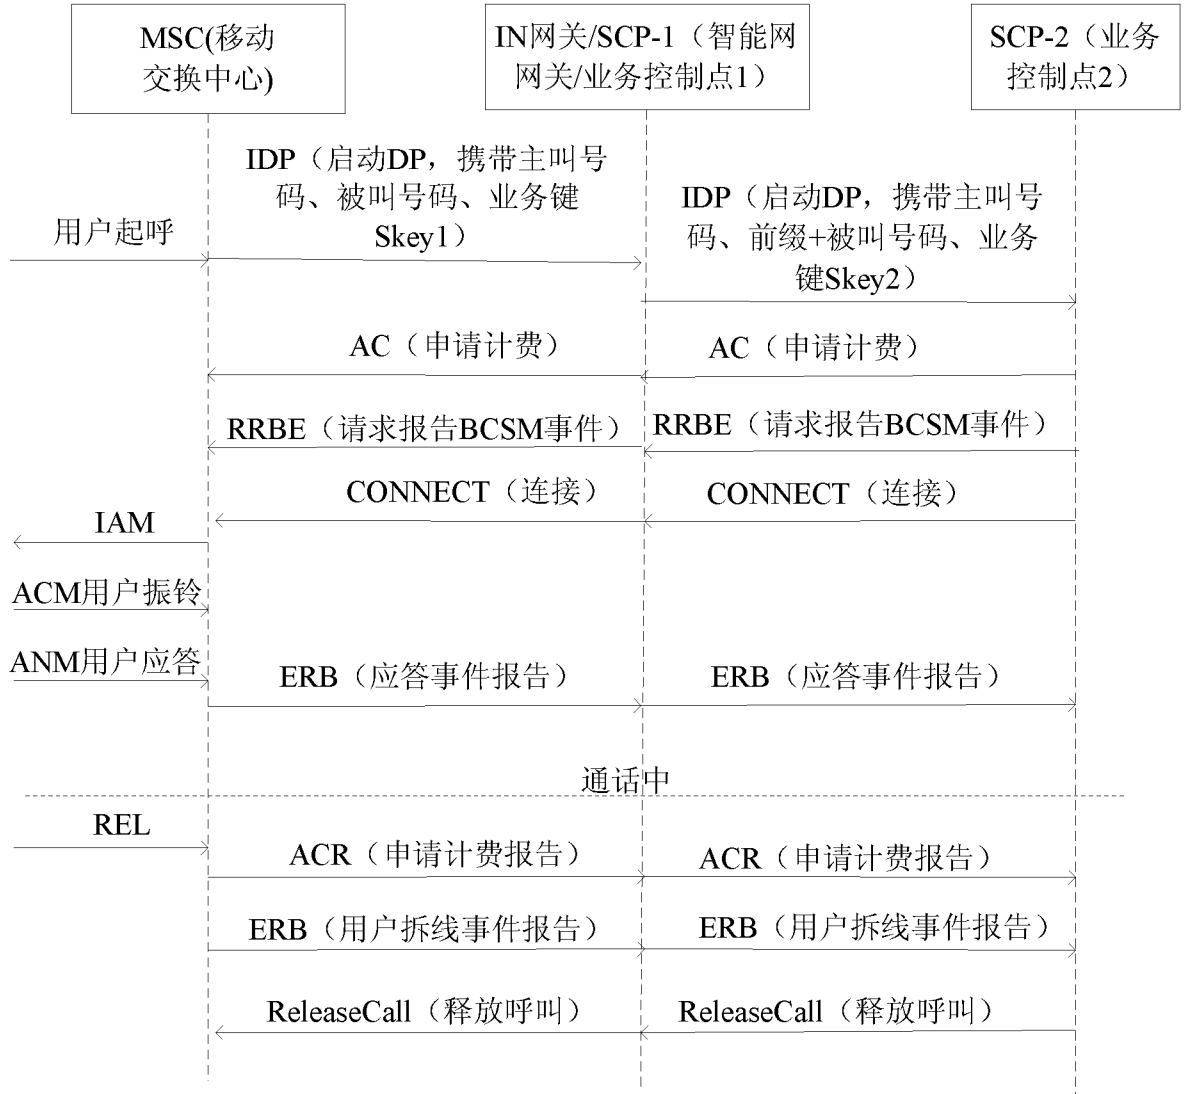 MSC(移动
交换中心)
IN网关/SCP-1（智能网
网关/业务控制点1）
SCP-2（业务
控制点2）
IDP（启动DP，携带主叫号
码、被叫号码、业务键
Skey1）
IDP（启动DP，携带主叫号
码、前缀+被叫号码、业务
键Skey2）
用户起呼
AC（申请计费）
AC（申请计费）
RRBE（请求报告BCSM事件）
RRBE（请求报告BCSM事件）
CONNECT（连接）
CONNECT（连接）
IAM
ACM用户振铃
ANM用户应答
ERB（应答事件报告）
ERB（应答事件报告）
通话中
REL
ACR（申请计费报告）
ACR（申请计费报告）
ERB（用户拆线事件报告）
ERB（用户拆线事件报告）
ReleaseCall（释放呼叫）
ReleaseCall（释放呼叫）